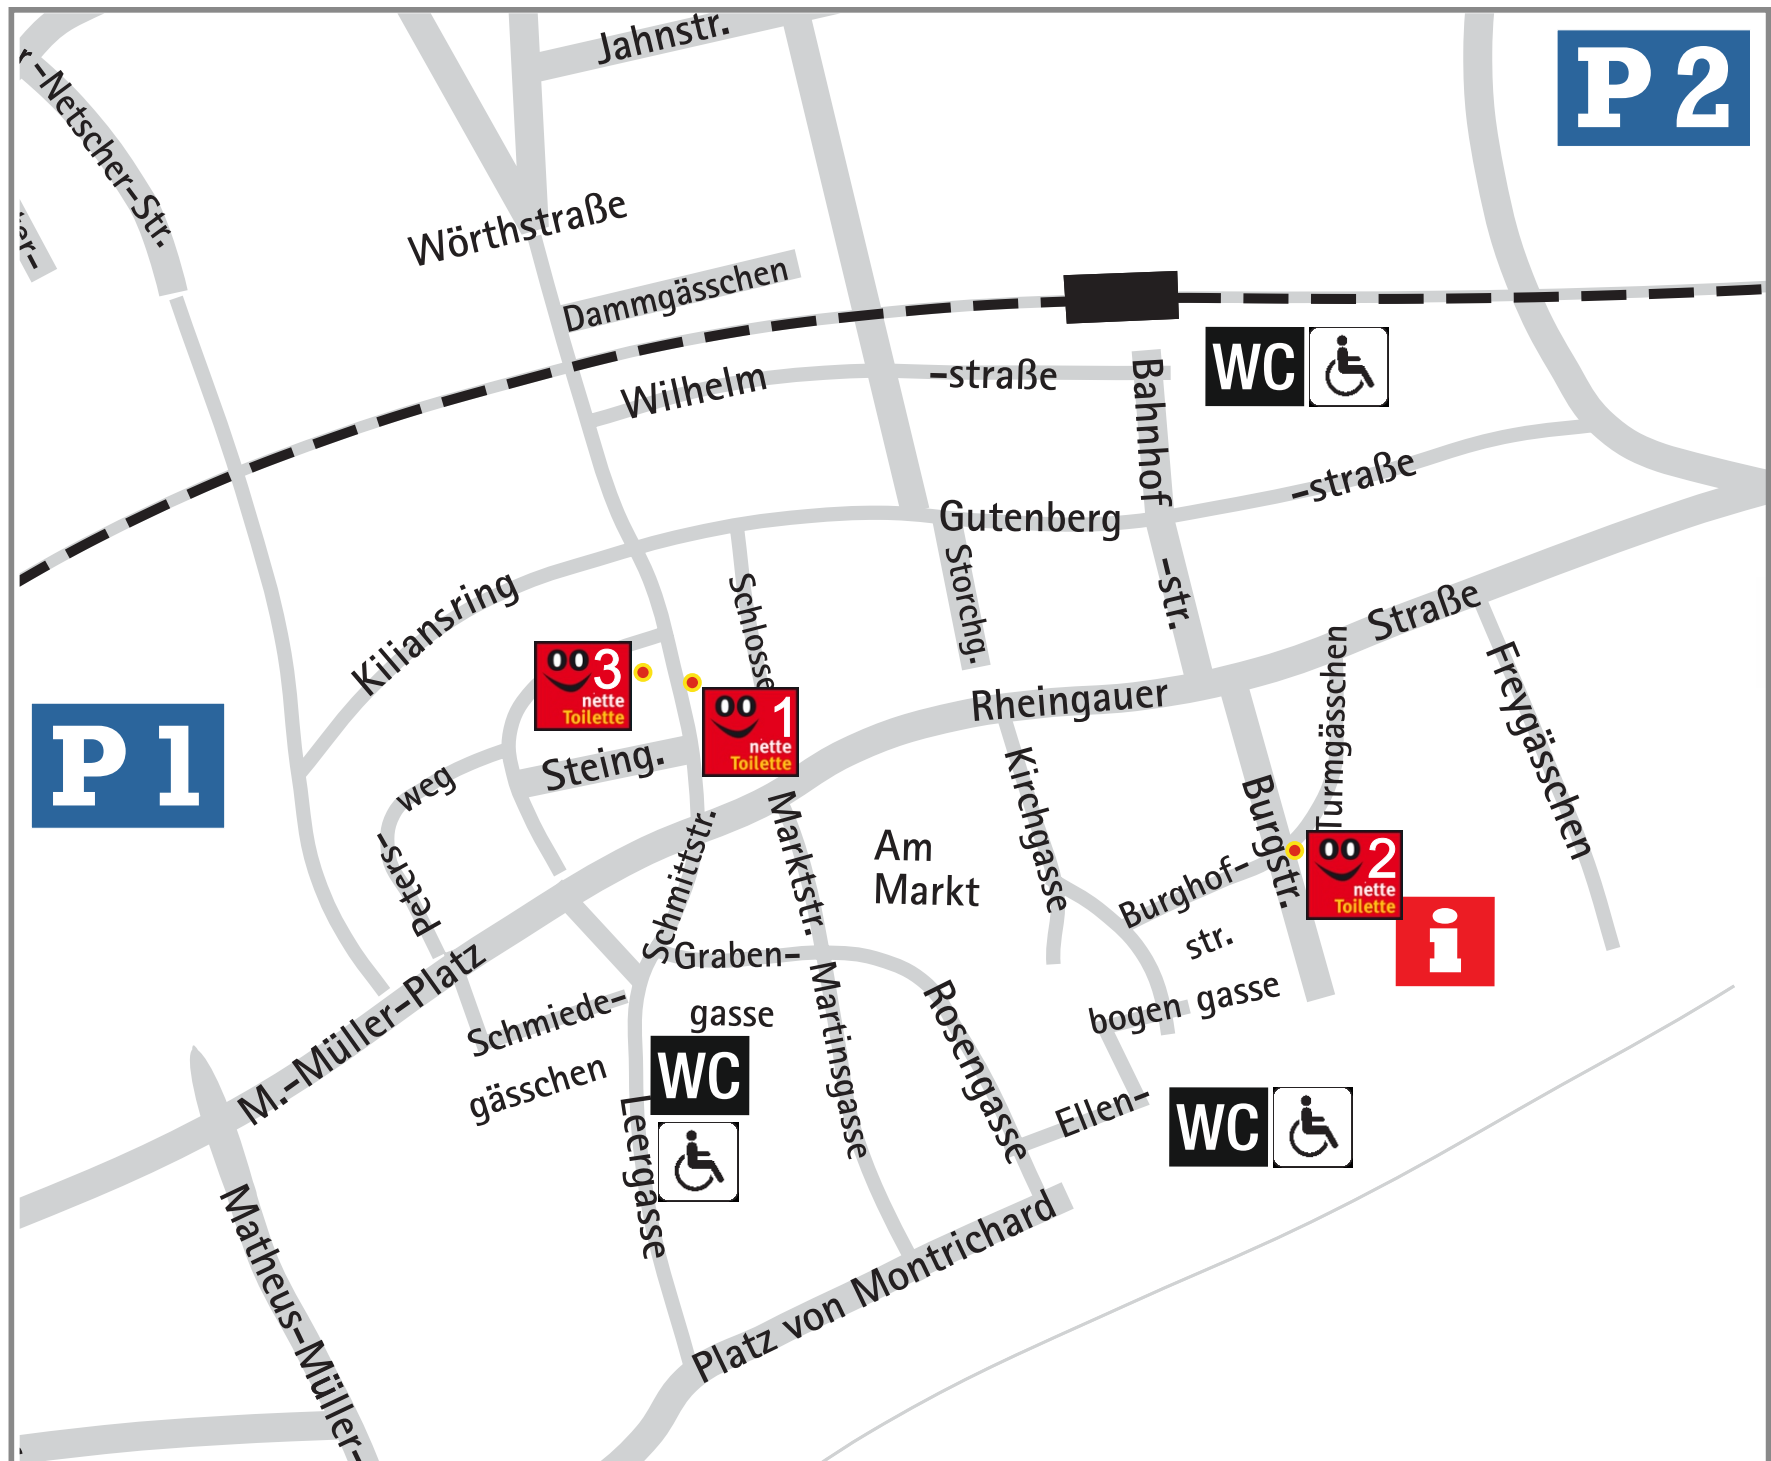 Jahnstr.
P 2
-Netscher-Str.
Wörthstraße
Dammgässchen
Wilhelm
-straße
Bahnhof
WC
-straße
Gutenberg
Storchg.
-str.
Kiliansring
Schlosse
Straße
Turmgässchen
Freygässchen
3
nette
Toilette
1
nette
Toilette
Rheingauer
P 1
Steing.
weg
Peters-
Schmittstr.
Marktstr.
Am
Markt
Kirchgasse
Burgstr.
2
nette
Toilette
i
Burghof-
str.
M.-Müller-Platz
Graben-
gasse
Schmiede-
gässchen
Martinsgasse
Rosengasse
bogen gasse
WC
Leergasse
Ellen-
WC
Matheus-Müller-
Platz von Montrichard